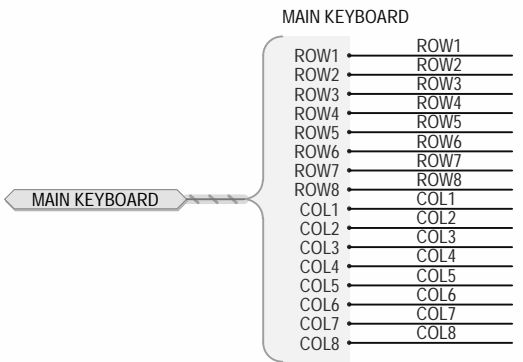 MAIN KEYBOARD
ROW1 ROW1
ROW2 ROW2
ROW3 ROW3
ROW4 ROW4
ROW5 ROW5
ROW6 ROW6
ROW7 ROW7
ROW8 ROW8
MAIN KEYBOARD
COL1 COL1
COL2 COL2
COL3 COL3
COL4 COL4
COL5 COL5
COL6 COL6
COL7 COL7
COL8 COL8